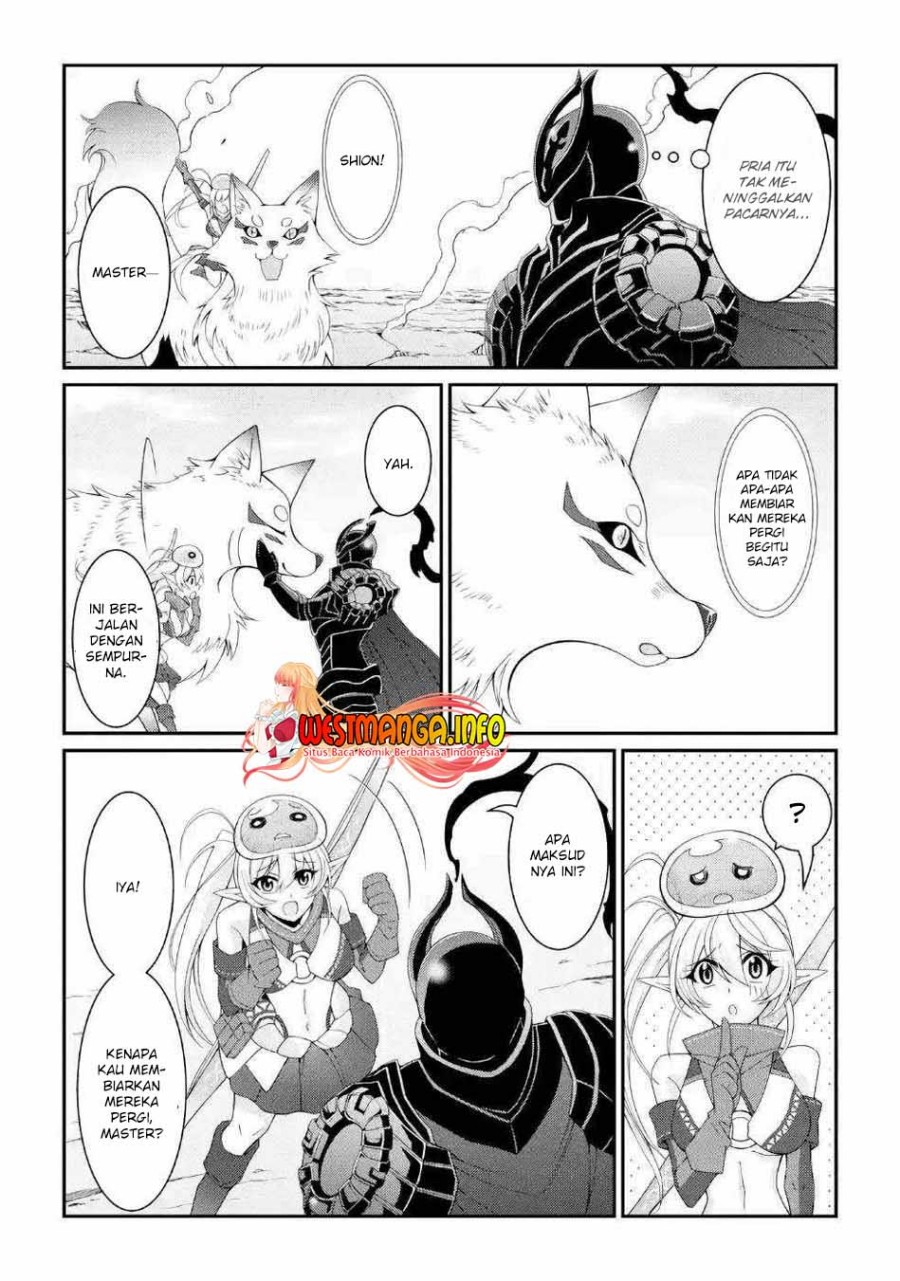 PRIA ITU
TAK ME-
NINGGALKAN
PACARNYA...
SHION!
MASTER—
APA TIDAK
APA-APA
MEMBIAR
KAN MEREKA
PERGI
BEGITU
SAJA?
YAH.
INI BER-
JALAN
DENGAN
SEMPUR-
NA.
WESTMANGA.INFO
Situs Baca Komik Berbahasa Indonesia
?
APA
MAKSUD
NYA INI?
IYA!
KENAPA
KAU MEM-
BIARKAN
MEREKA
PERGI,
MASTER?